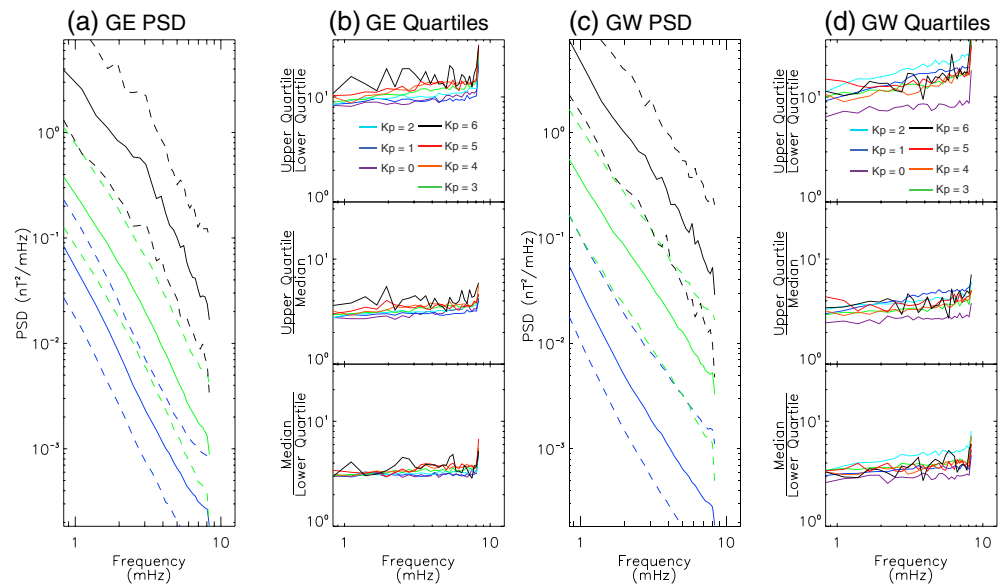 (a) GE PSD
(b) GE Quartiles
(c) GW PSD
(d) GW Quartiles
PSD (nT²/mHz)
10⁰
10⁻¹
10⁻²
10⁻³
1
10
Frequency
(mHz)
Upper Quartile
Lower Quartile
10¹
10⁰
Kp = 2
Kp = 1
Kp = 0
Kp = 6
Kp = 5
Kp = 4
Kp = 3
Upper Quartile
Median
10¹
10⁰
Median
Lower Quartile
10¹
10⁰
1
10
Frequency
(mHz)
PSD (nT²/mHz)
10⁰
10⁻¹
10⁻²
10⁻³
1
10
Frequency
(mHz)
Upper Quartile
Lower Quartile
10¹
10⁰
Kp = 2
Kp = 1
Kp = 0
Kp = 6
Kp = 5
Kp = 4
Kp = 3
Upper Quartile
Median
10¹
10⁰
Median
Lower Quartile
10¹
10⁰
1
10
Frequency
(mHz)